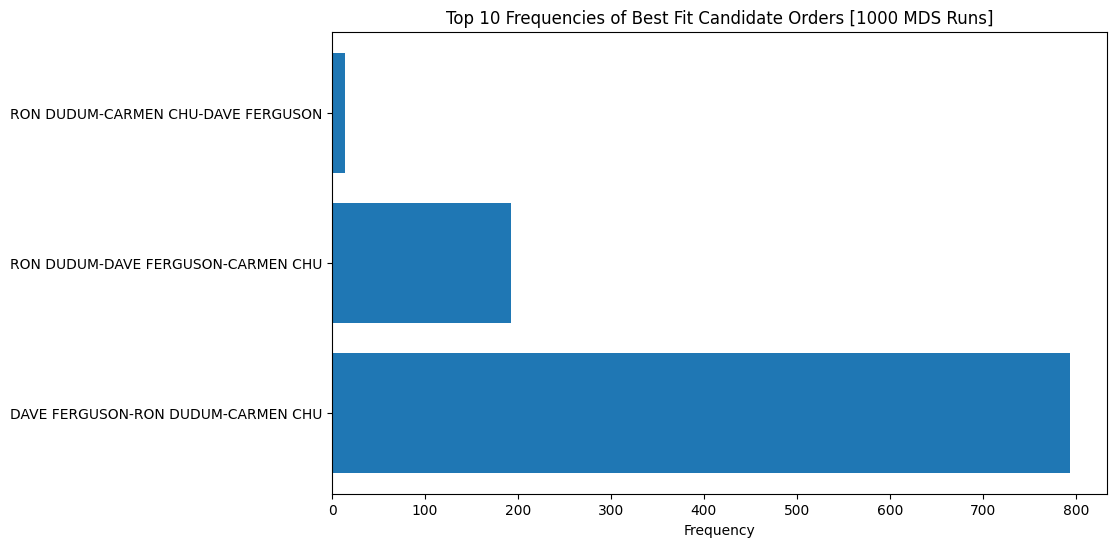 Top 10 Frequencies of Best Fit Candidate Orders [1000 MDS Runs]
RON DUDUM-CARMEN CHU-DAVE FERGUSON
RON DUDUM-DAVE FERGUSON-CARMEN CHU
DAVE FERGUSON-RON DUDUM-CARMEN CHU
0 100 200 300 400 500 600 700 800
Frequency